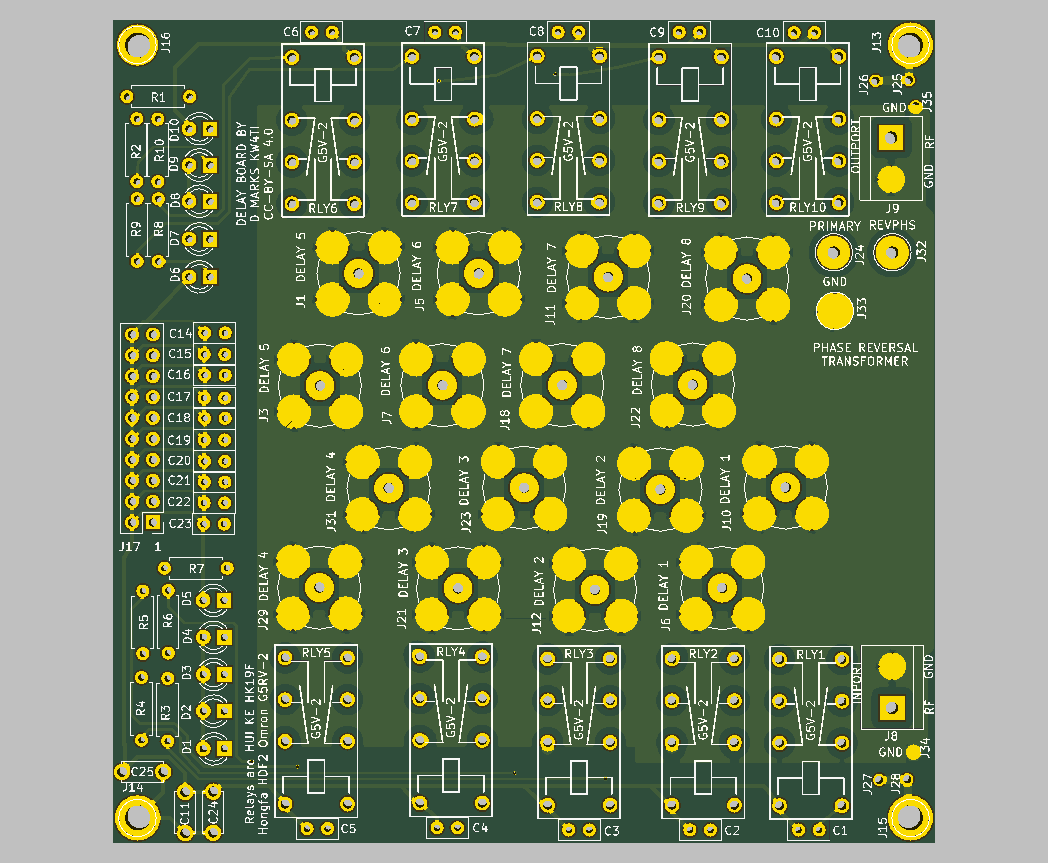 C6
C7
C8
C9
C10
J16
J13
J26
J25
J35
GND
R1
R2
R10
D10
D9
D8
D7
D6
R9
R8
DELAY BOARD BY
D MARKS KW4TI
CC-BY-SA 4.0
G5V-2
G5V-2
G5V-2
G5V-2
G5V-2
RLY6
RLY7
RLY8
RLY9
RLY10
OUTPORT
RF
GND
J9
PRIMARY
REVPHS
J24
J32
GND
J33
PHASE REVERSAL
TRANSFORMER
J1 DELAY 5
J5 DELAY 6
J11 DELAY 7
J20 DELAY 8
J3 DELAY 5
J7 DELAY 6
J18 DELAY 7
J22 DELAY 8
C14
C15
C16
C17
C18
C19
C20
C21
C22
C23
J17 1
J31 DELAY 4
J23 DELAY 3
J19 DELAY 2
J10 DELAY 1
J29 DELAY 4
J21 DELAY 3
J12 DELAY 2
J6 DELAY 1
R7
R5
R6
D5
D4
D3
D2
D1
R4
R3
C25
J14
C11
C24
Relays are HUI KE HK19F
Hongfa HDF2 Omron G5RV-2
RLY5
RLY4
RLY3
RLY2
RLY1
G5V-2
G5V-2
G5V-2
G5V-2
G5V-2
INPORT
GND
RF
J8
GND
J34
J27
J28
J15
C5
C4
C3
C2
C1